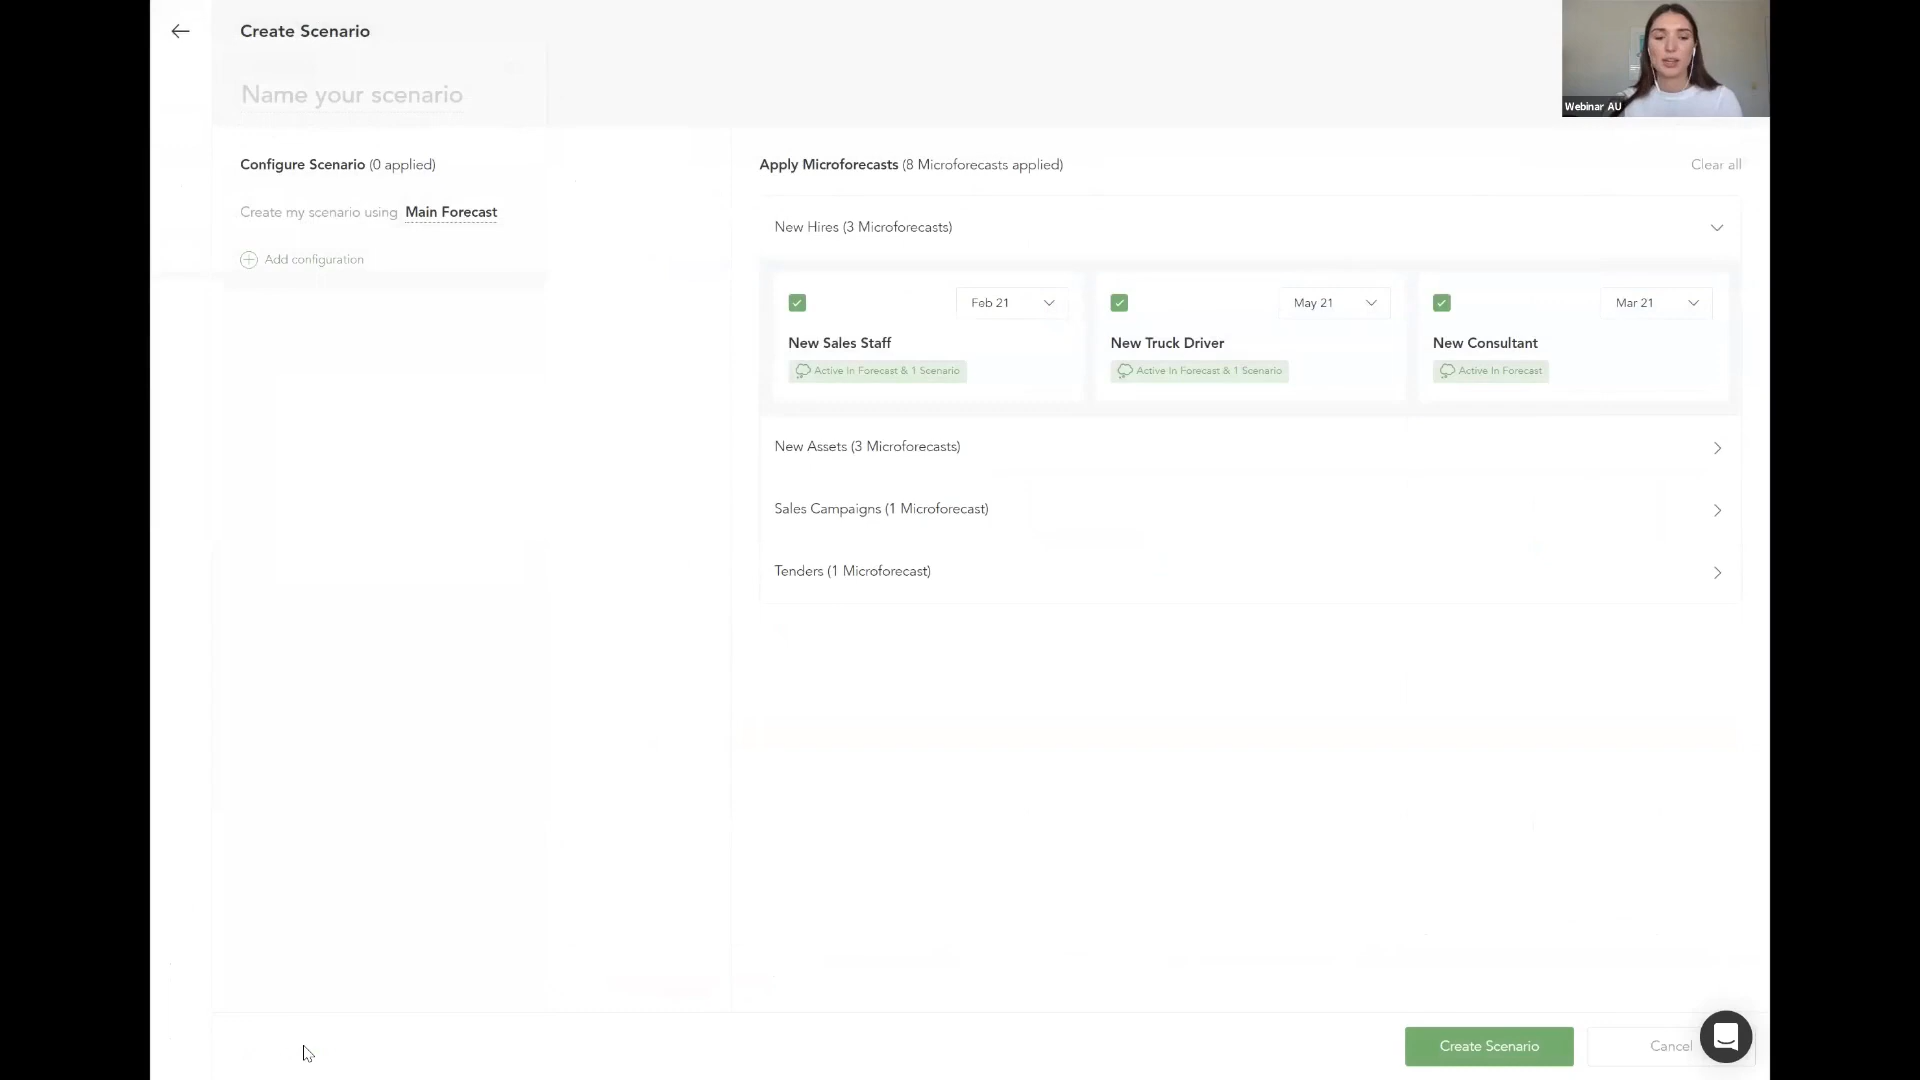 Create Scenario
Name your scenario
Webinar AU
Configure Scenario (0 applied)
Create my scenario using Main Forecast
Add configuration
Apply Microforecasts (8 Microforecasts applied)
Clear all
New Hires (3 Microforecasts)
Feb 21
New Sales Staff
Active In Forecast & 1 Scenario
May 21
New Truck Driver
Active In Forecast & 1 Scenario
Mar 21
New Consultant
Active In Forecast
New Assets (3 Microforecasts)
Sales Campaigns (1 Microforecast)
Tenders (1 Microforecast)
Create Scenario
Cancel